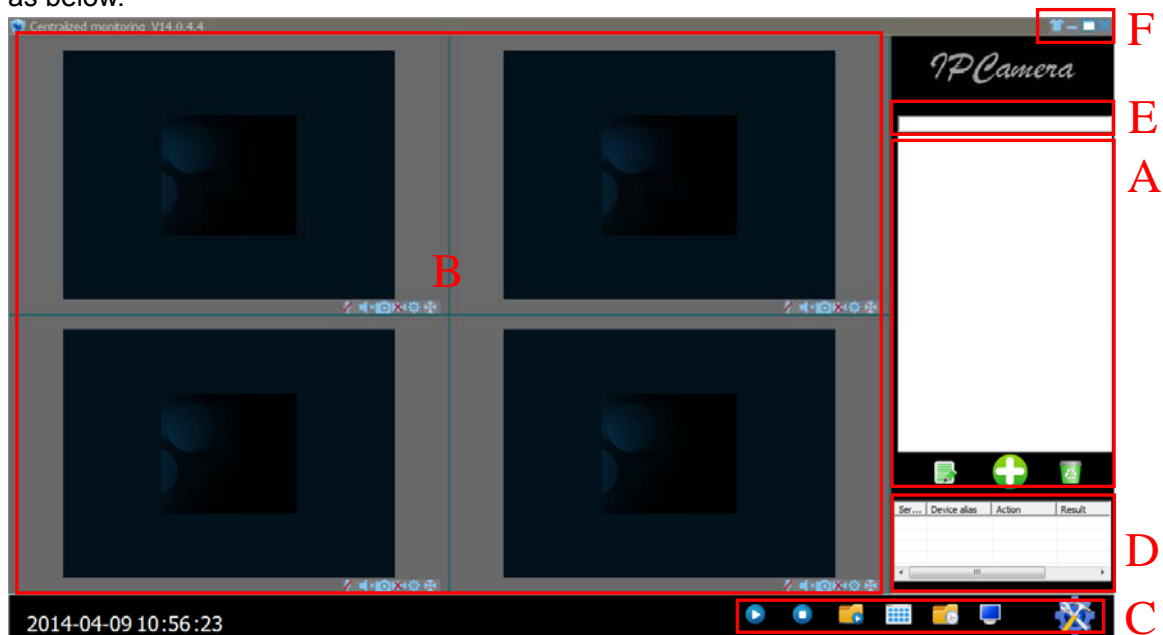 as below.
Centralized monitoring V14.0.4.4
F
IPCamera
E
A
B
Ser... Device alias Action Result
D
2014-04-09 10:56:23
C